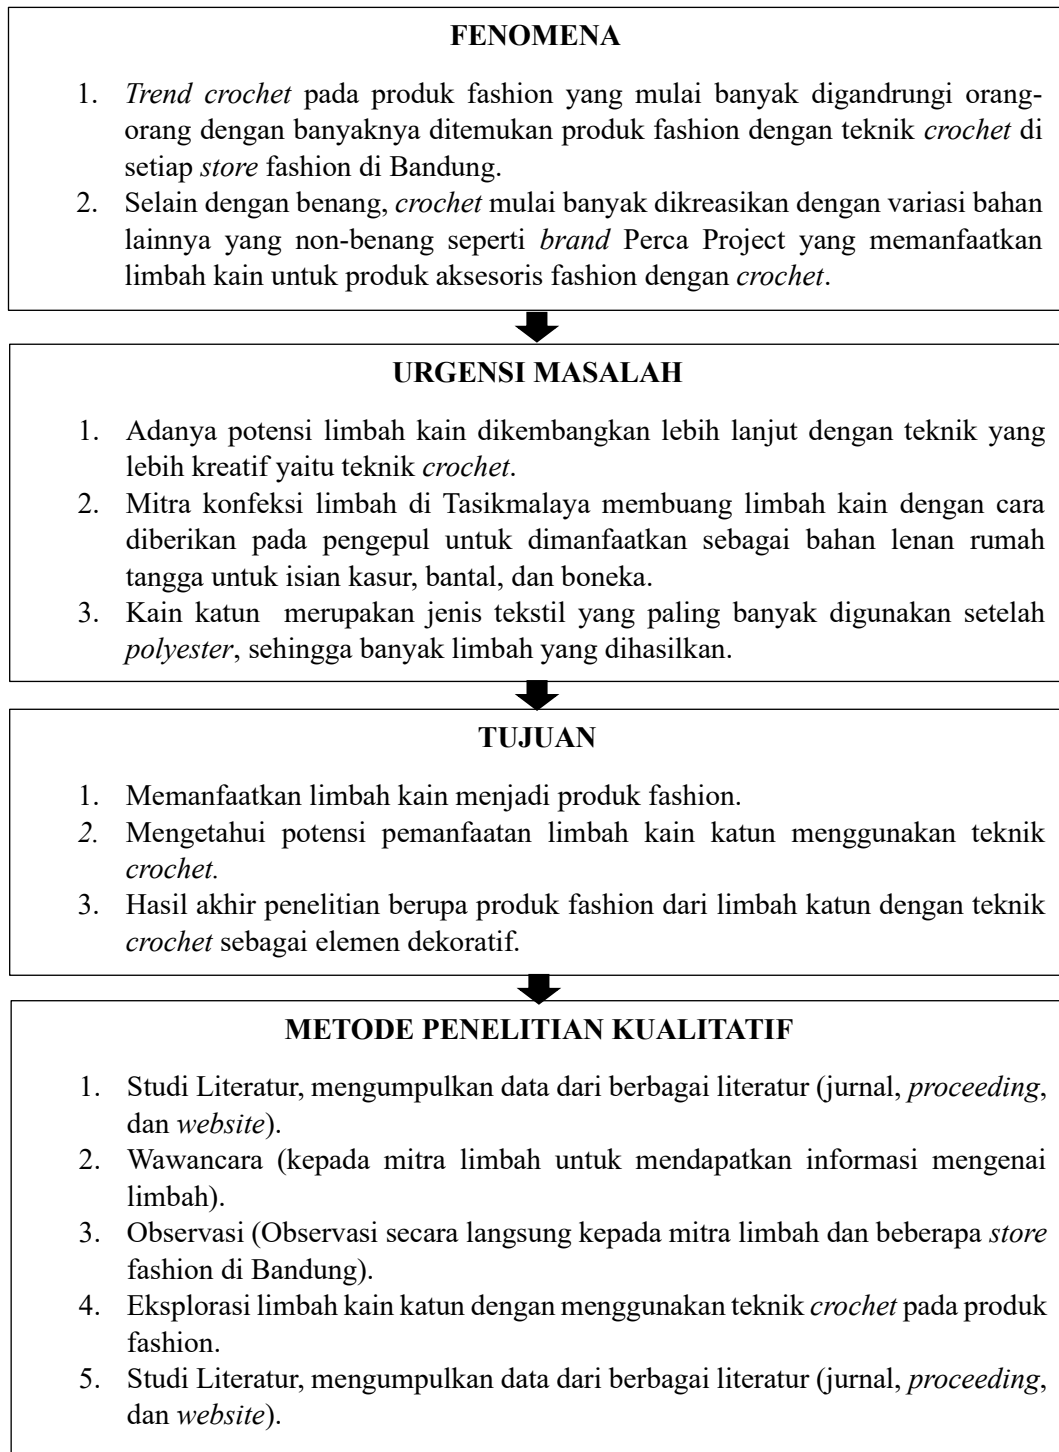 FENOMENA
1. Trend crochet pada produk fashion yang mulai banyak digandrungi orang-
orang dengan banyaknya ditemukan produk fashion dengan teknik crochet di
setiap store fashion di Bandung.
2. Selain dengan benang, crochet mulai banyak dikreasikan dengan variasi bahan
lainnya yang non-benang seperti brand Perca Project yang memanfaatkan
limbah kain untuk produk aksesoris fashion dengan crochet.
URGENSI MASALAH
1. Adanya potensi limbah kain dikembangkan lebih lanjut dengan teknik yang
lebih kreatif yaitu teknik crochet.
2. Mitra konfeksi limbah di Tasikmalaya membuang limbah kain dengan cara
diberikan pada pengepul untuk dimanfaatkan sebagai bahan lenan rumah
tangga untuk isian kasur, bantal, dan boneka.
3. Kain katun merupakan jenis tekstil yang paling banyak digunakan setelah
polyester, sehingga banyak limbah yang dihasilkan.
TUJUAN
1. Memanfaatkan limbah kain menjadi produk fashion.
2. Mengetahui potensi pemanfaatan limbah kain katun menggunakan teknik
crochet.
3. Hasil akhir penelitian berupa produk fashion dari limbah katun dengan teknik
crochet sebagai elemen dekoratif.
METODE PENELITIAN KUALITATIF
1. Studi Literatur, mengumpulkan data dari berbagai literatur (jurnal, proceeding,
dan website).
2. Wawancara (kepada mitra limbah untuk mendapatkan informasi mengenai
limbah).
3. Observasi (Observasi secara langsung kepada mitra limbah dan beberapa store
fashion di Bandung).
4. Eksplorasi limbah kain katun dengan menggunakan teknik crochet pada produk
fashion.
5. Studi Literatur, mengumpulkan data dari berbagai literatur (jurnal, proceeding,
dan website).